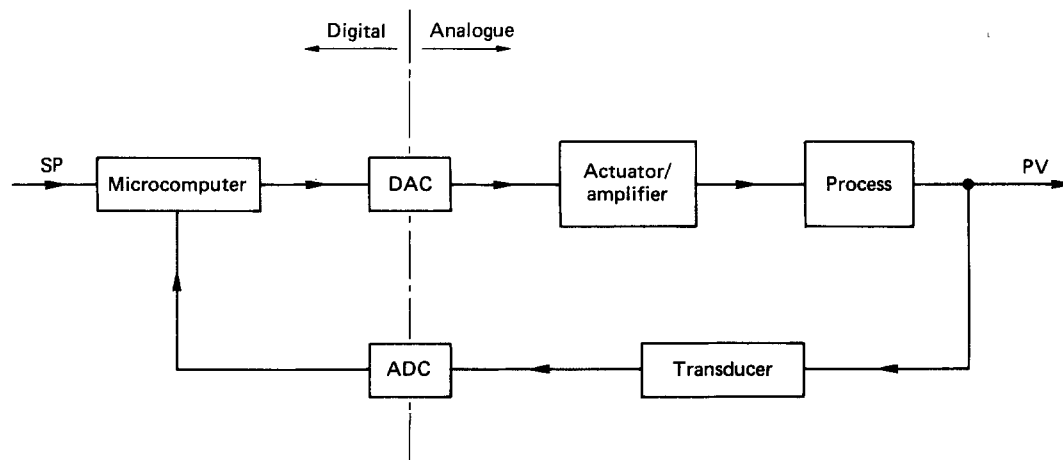 Digital
Analogue
SP
Microcomputer
DAC
Actuator/
amplifier
Process
PV
ADC
Transducer